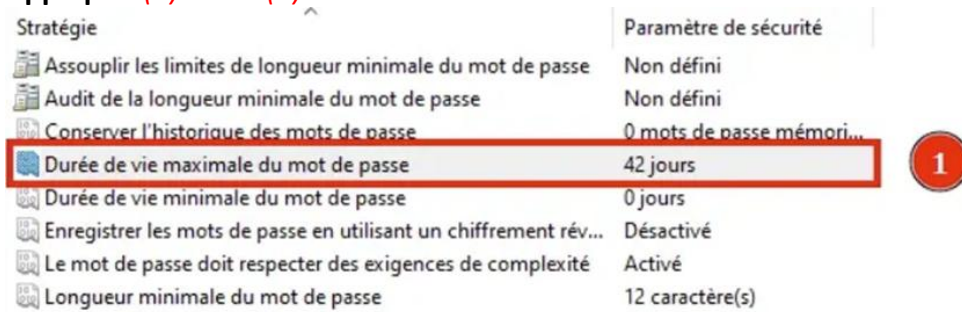 Stratégie Paramètre de sécurité
Assouplir les limites de longueur minimale du mot de passe Non défini
Audit de la longueur minimale du mot de passe Non défini
Conserver l'historique des mots de passe 0 mots de passe mémori...
Durée de vie maximale du mot de passe 42 jours 1
Durée de vie minimale du mot de passe 0 jours
Enregistrer les mots de passe en utilisant un chiffrement rév... Désactivé
Le mot de passe doit respecter des exigences de complexité Activé
Longueur minimale du mot de passe 12 caractère(s)